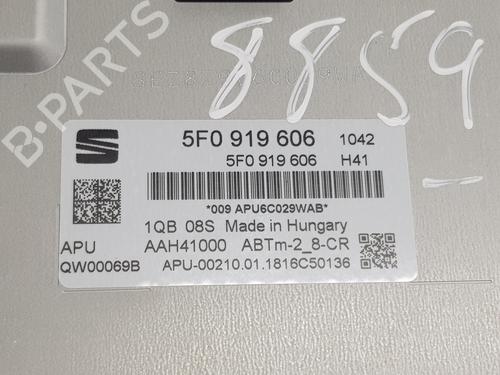 B-PARTS
8859
5F0 919 606 1042
5F0 919 606 H41
*009 APU6C029WAB*
1QB 08S Made in Hungary
APU AAH41000 ABTm-2_8-CR
QW00069B APU-00210.01.1816C50136